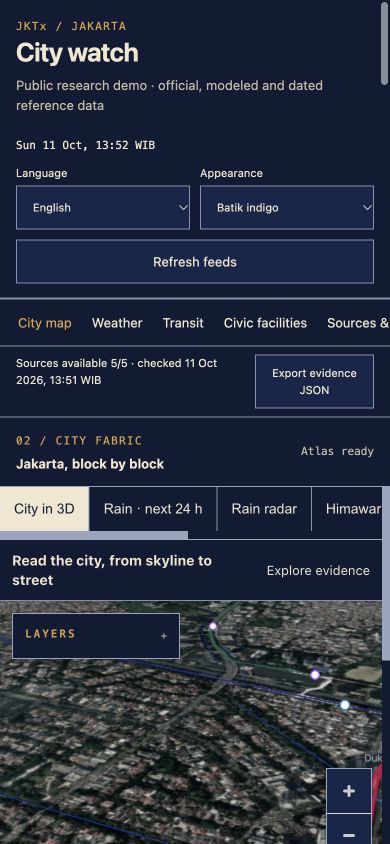 JKTx / JAKARTA
City watch
Public research demo · official, modeled and dated
reference data
Sun 11 Oct, 13:52 WIB
Language
Appearance
English
Batik indigo
Refresh feeds
City map
Weather
Transit
Civic facilities
Sources &
Sources available 5/5 · checked 11 Oct
2026, 13:51 WIB
Export evidence
JSON
02 / CITY FABRIC
Jakarta, block by block
Atlas ready
City in 3D
Rain · next 24 h
Rain radar
Himawar
Read the city, from skyline to
street
Explore evidence
LAYERS
+
Duk
+
−